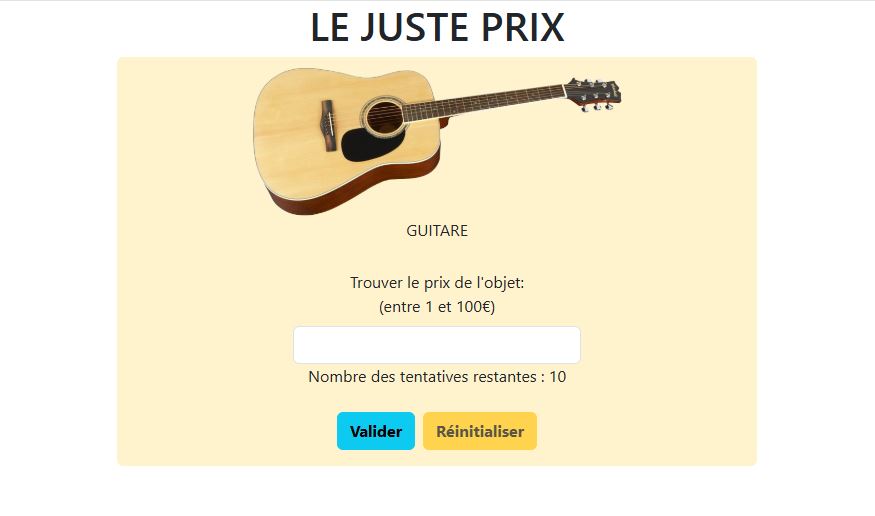 LE JUSTE PRIX
GUITARE
Trouver le prix de l'objet:
(entre 1 et 100€)
Nombre des tentatives restantes : 10
Valider Réinitialiser